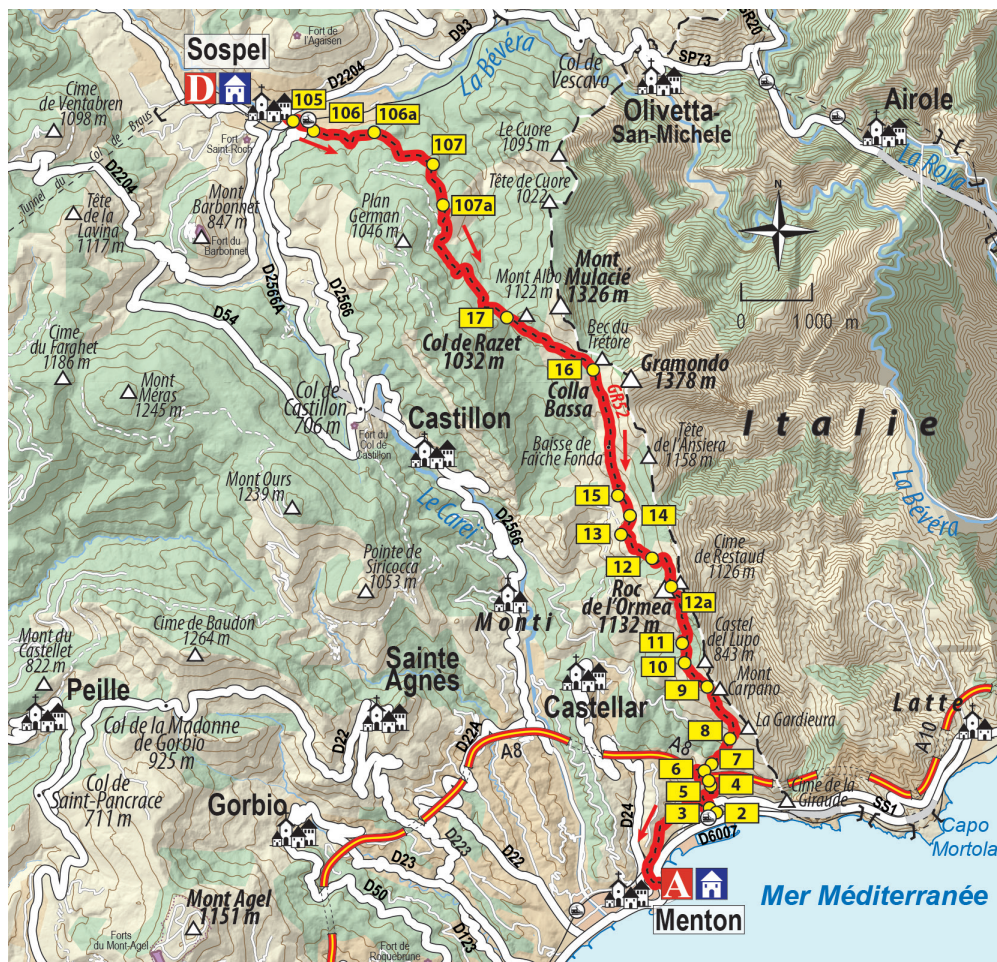 Fort de
l'Agaisen
D93
GR20
Sospel
D2204
La Bévéra
Col de
Vescavo
SP73
D
Cime
de Ventabren
1098 m
105
106
106a
Olivetta-
San-Michele
Airole
Fort
Saint-Roch
Le Cuore
1095 m
107
La Roya
Tunnel du Col de Braus
D2204
Tête
de la
Lavina
1117 m
Mont
Barbonnet
847 m
Fort du
Barbonnet
Plan
German
1046 m
107a
Tête de Cuore
1022
N
D2566A
D2566
Mont Albo
1122 m
Mont
Mulacié
1326 m
0 1 000 m
D54
17
Col de Razet
1032 m
Bec du
Trétore
Cime
du Farghet
1186 m
16
Colla
Bassa
Gramondo
1378 m
GR52
Mont
Méras
1245 m
Col de
Castillon
706 m
Castillon
Fort du
Col de
Castillon
Italie
Baisse de
Faïche Fonda
Tête
de l'Ansiera
1158 m
La Bévéra
Mont Ours
1239 m
Le Careï
D2566
15
14
13
Cime
de Restaud
1126 m
12
Pointe de
Siricocca
1053 m
Roc
de l'Ormea
1132 m
12a
Monti
Cime de Baudon
1264 m
11
Castel
del Lupo
843 m
Mont du
Castellet
822 m
10
Sainte
Agnès
Mont
Carpano
9
Peille
Castellar
Latte
Col de la Madonne
de Gorbio
925 m
D22
D22A
A8
A8
La Gardieura
8
A10
7
6
4
5
Col de
Saint-Pancrace
711 m
Gorbio
Cime de la
Giraude
SS1
3
2
D24
D6007
D223
D22
D23
Capo
Mortola
D50
Mont Agel
1151 m
A
Mer Méditerranée
Menton
D123
Forts
du Mont-Agel
Fort de
Roquebrune